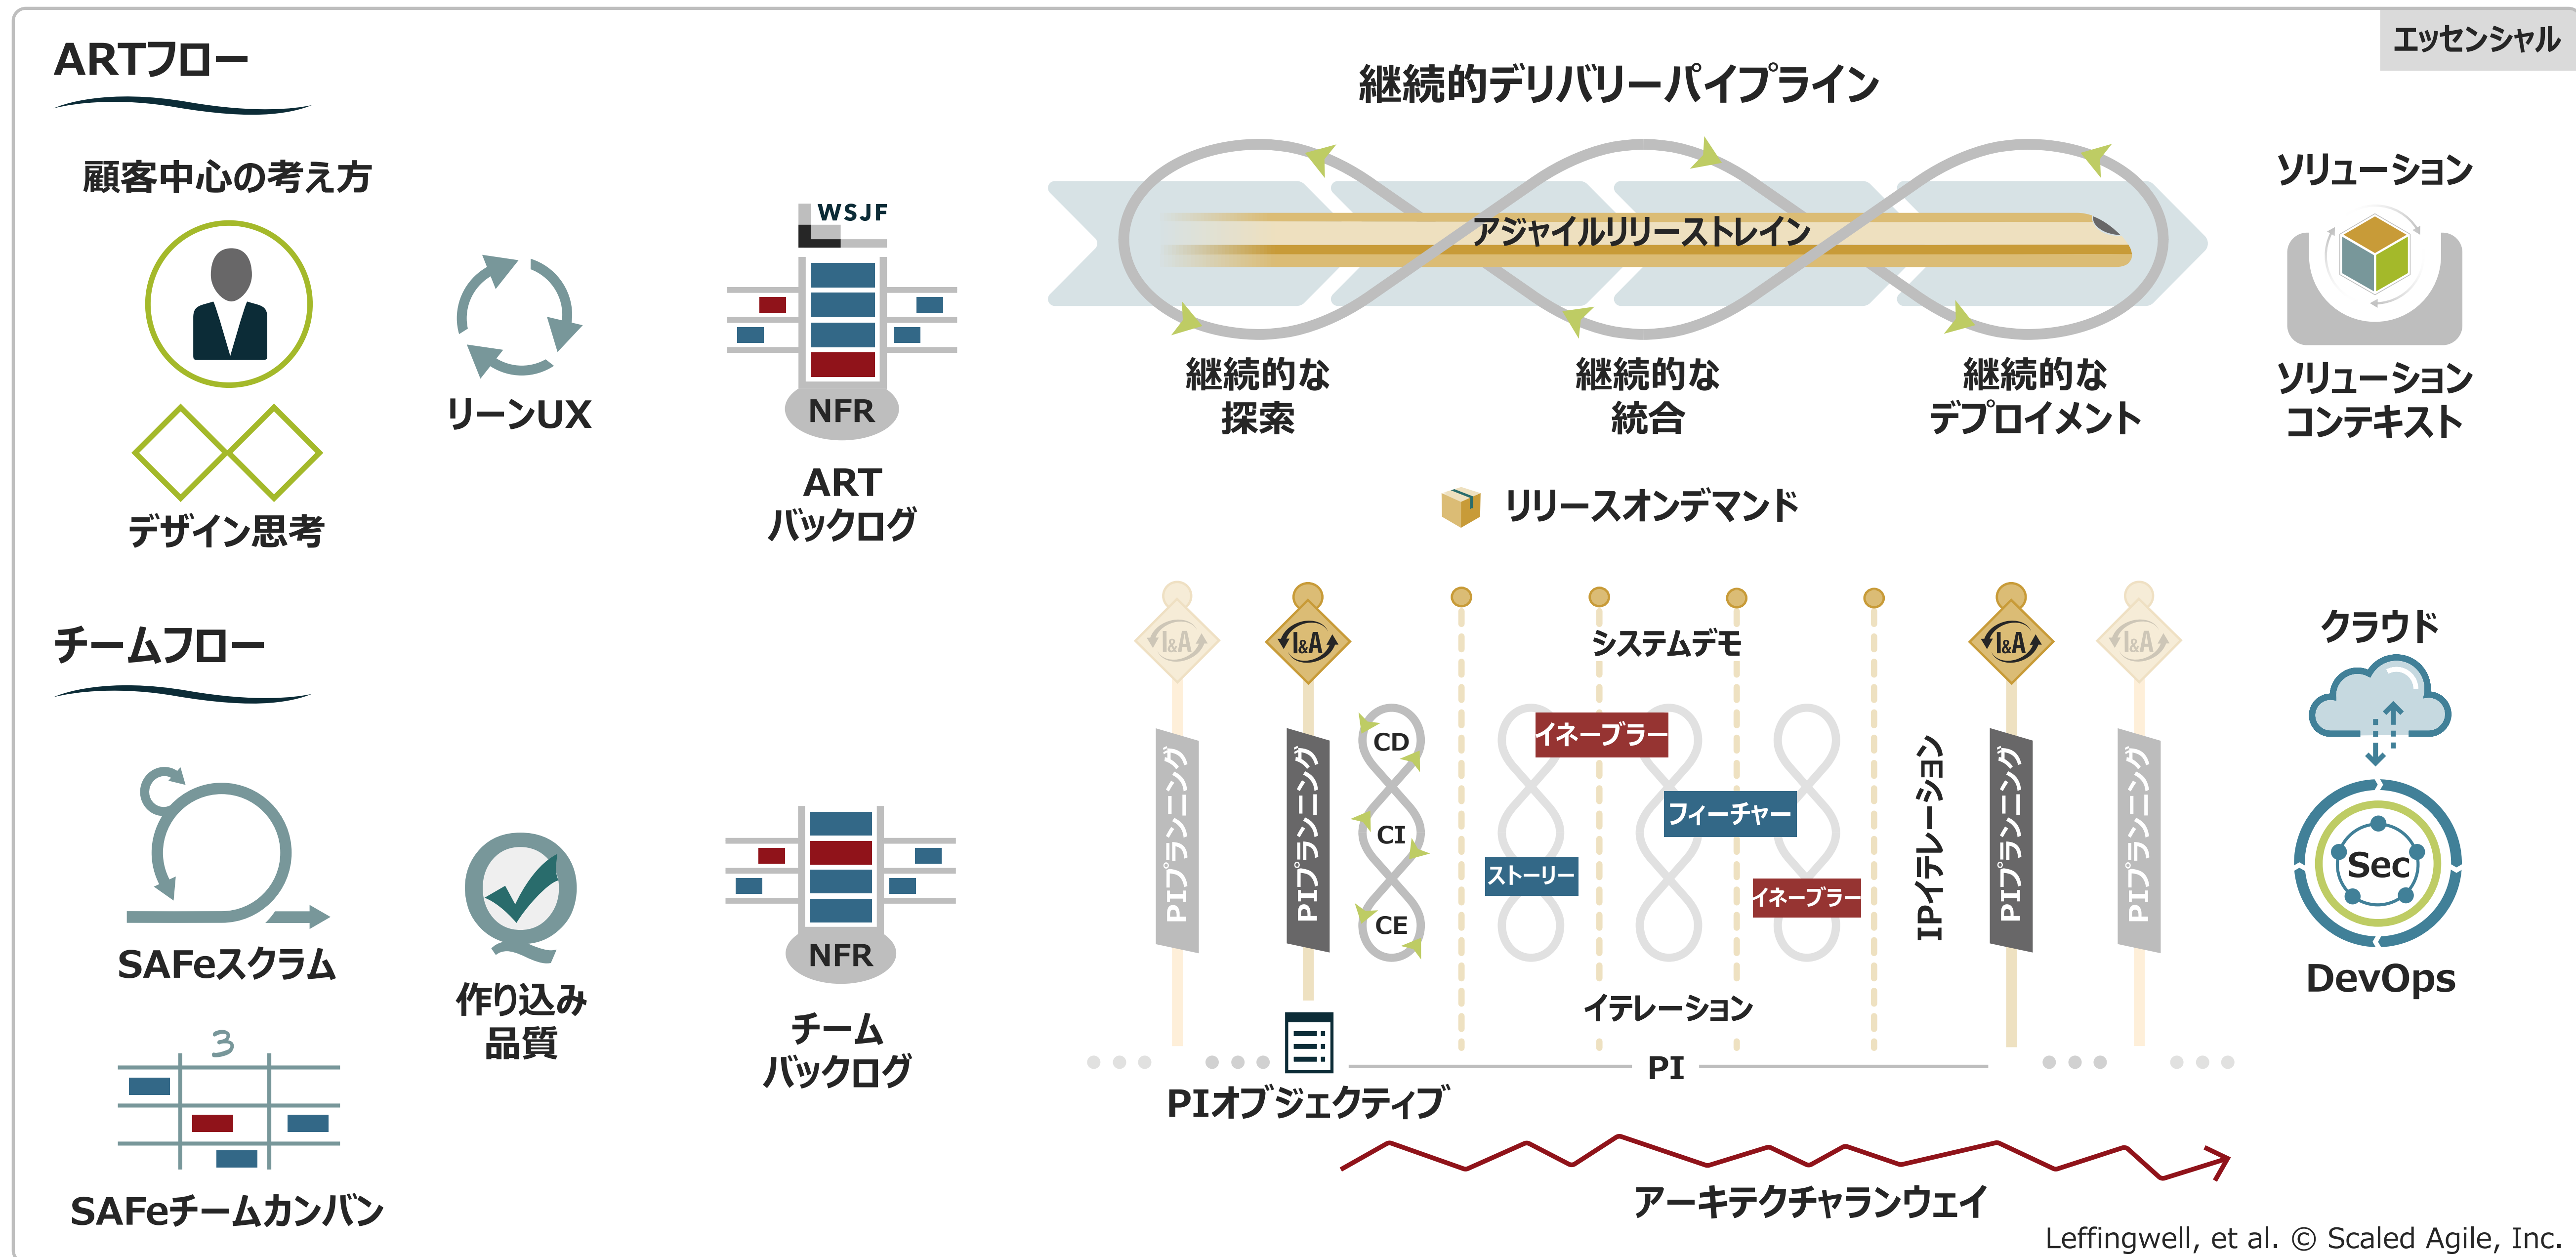 エッセンシャル
ARTフロー
継続的デリバリーパイプライン
顧客中心の考え方
デザイン思考
リーンUX
WSJF
NFR
ART
バックログ
アジャイルリリーストレイン
継続的な
探索
継続的な
統合
継続的な
デプロイメント
リリースオンデマンド
ソリューション
ソリューション
コンテキスト
チームフロー
SAFeスクラム
3
SAFeチームカンバン
作り込み
品質
NFR
チーム
バックログ
I&A
I&A
システムデモ
I&A
I&A
PIプランニング
PIプランニング
CD
CI
CE
イネーブラー
フィーチャー
ストーリー
イネーブラー
IPイテレーション
PIプランニング
PIプランニング
イテレーション
PI
PIオブジェクティブ
アーキテクチャランウェイ
クラウド
Sec
DevOps
Leffingwell, et al. © Scaled Agile, Inc.